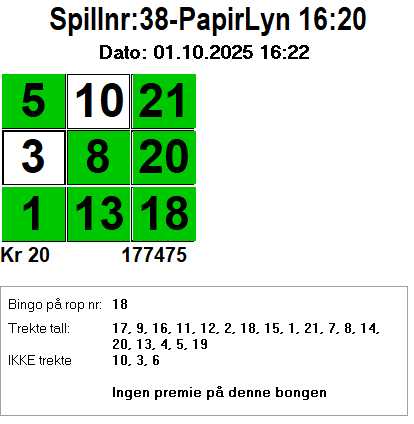 Spillnr:38-PapirLyn 16:20
Dato: 01.10.2025 16:22
5 10 21
3 8 20
1 13 18
Kr 20 177475
Bingo på rop nr: 18
Trekte tall: 17, 9, 16, 11, 12, 2, 18, 15, 1, 21, 7, 8, 14,
20, 13, 4, 5, 19
IKKE trekte 10, 3, 6
Ingen premie på denne bongen